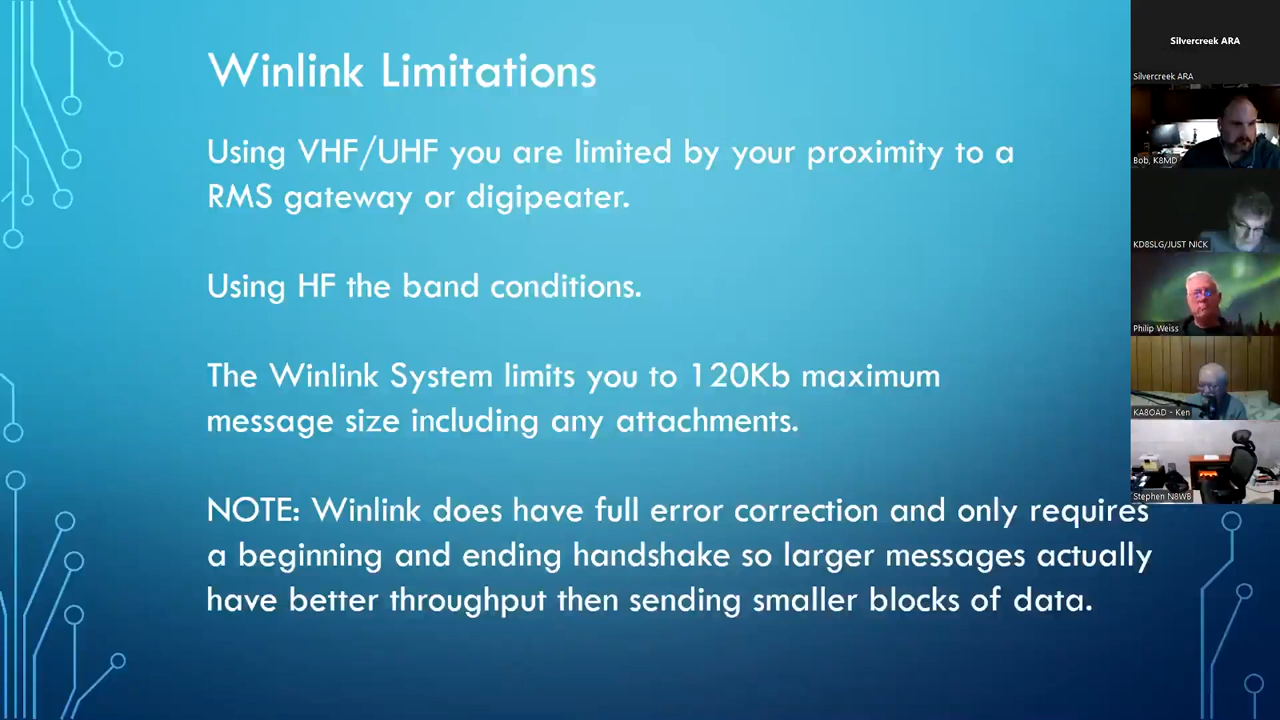 Winlink Limitations
Using VHF/UHF you are limited by your proximity to a
RMS gateway or digipeater.
Using HF the band conditions.
The Winlink System limits you to 120Kb maximum
message size including any attachments.
NOTE: Winlink does have full error correction and only requires
a beginning and ending handshake so larger messages actually
have better throughput then sending smaller blocks of data.
Silvercreek ARA
Silvercreek ARA
Bob, K8MD
KD8SLG/JUST NICK
Philip Weiss
KA8OAD - Ken
Stephen N8WB